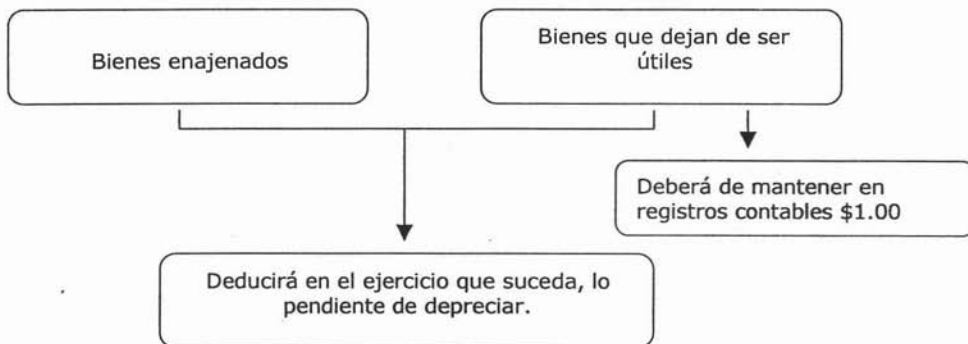 Bienes enajenados
Bienes que dejan de ser
útiles
Deberá de mantener en
registros contables $1.00
Deducirá en el ejercicio que suceda, lo
pendiente de depreciar.